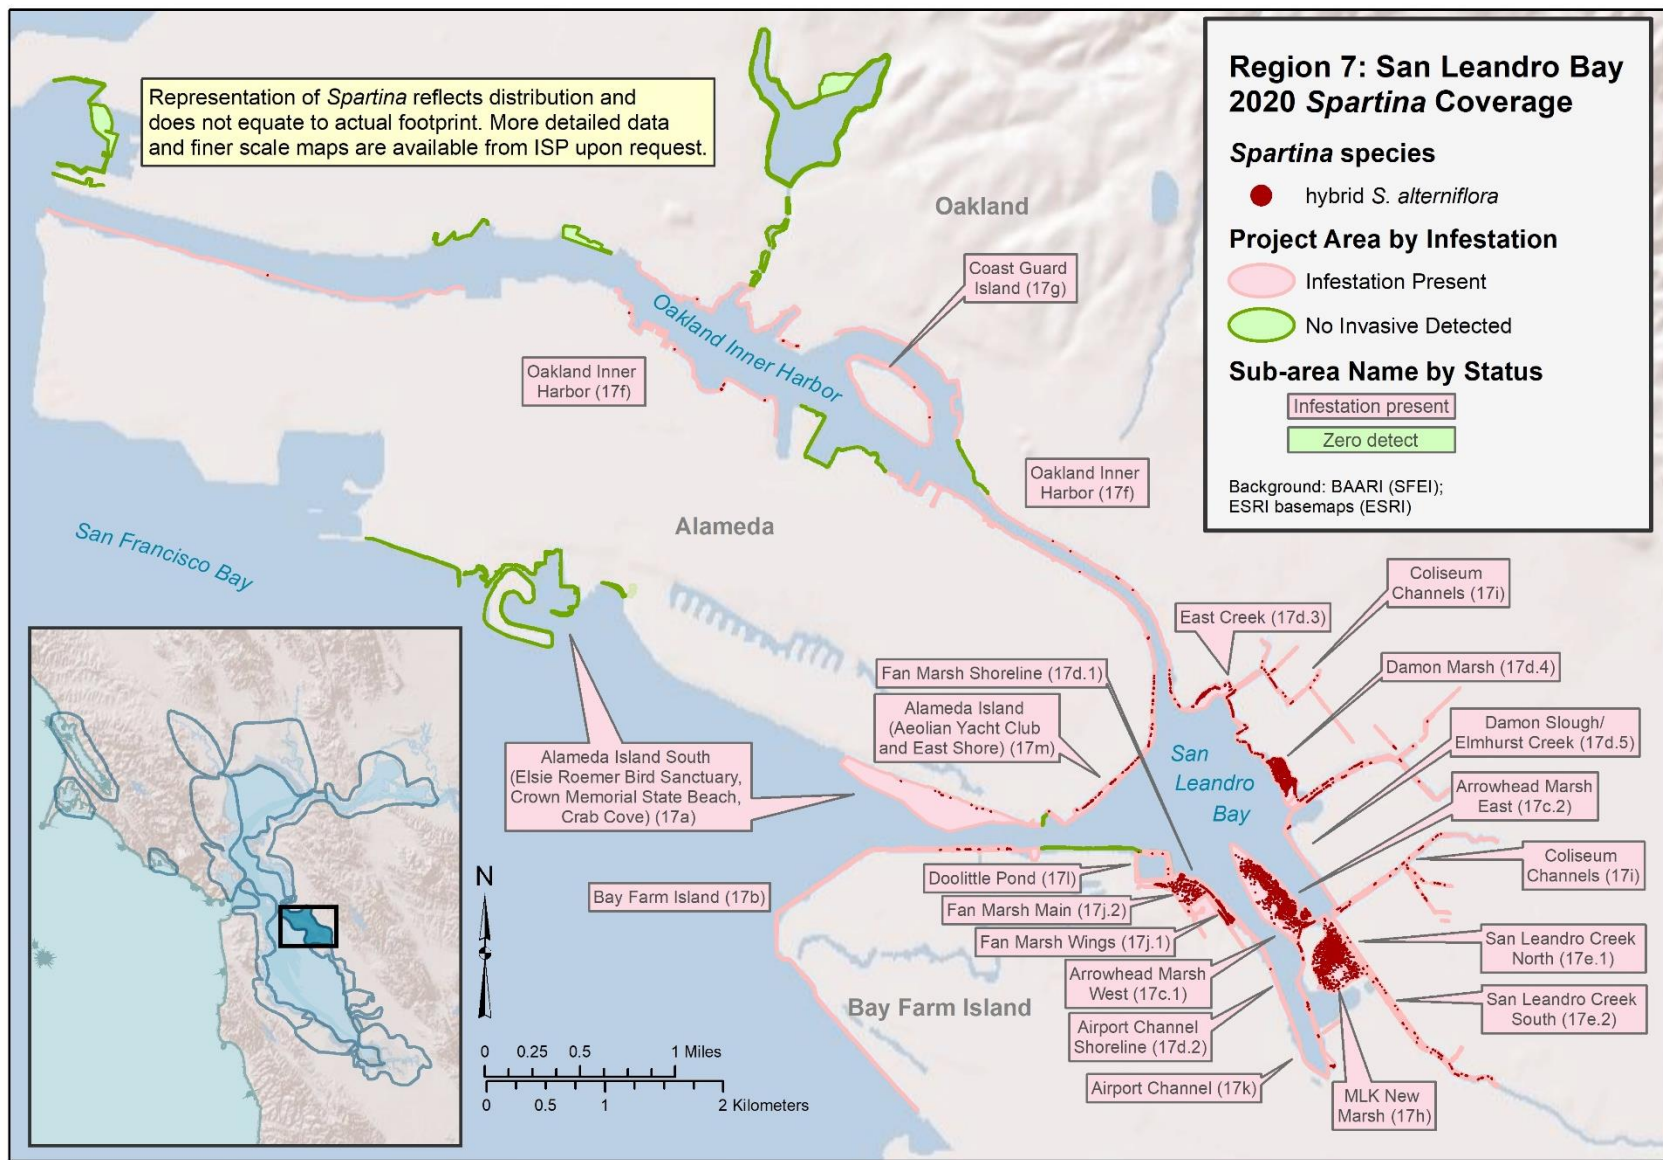 Representation of Spartina reflects distribution and
does not equate to actual footprint. More detailed data
and finer scale maps are available from ISP upon request.
Region 7: San Leandro Bay
2020 Spartina Coverage
Spartina species
hybrid S. alterniflora
Project Area by Infestation
Infestation Present
No Invasive Detected
Sub-area Name by Status
Infestation present
Zero detect
Background: BAARI (SFEI);
ESRI basemaps (ESRI)
Oakland
Coast Guard
Island (17g)
Oakland Inner Harbor
Oakland Inner
Harbor (17f)
Oakland Inner
Harbor (17f)
Alameda
San Francisco Bay
Coliseum
Channels (17i)
East Creek (17d.3)
Damon Marsh (17d.4)
Fan Marsh Shoreline (17d.1)
Alameda Island
(Aeolian Yacht Club
and East Shore) (17m)
Damon Slough/
Elmhurst Creek (17d.5)
San
Leandro
Bay
Alameda Island South
(Elsie Roemer Bird Sanctuary,
Crown Memorial State Beach,
Crab Cove) (17a)
Arrowhead Marsh
East (17c.2)
Coliseum
Channels (17i)
Doolittle Pond (17l)
Bay Farm Island (17b)
Fan Marsh Main (17j.2)
Fan Marsh Wings (17j.1)
San Leandro Creek
North (17e.1)
Arrowhead Marsh
West (17c.1)
Bay Farm Island
San Leandro Creek
South (17e.2)
Airport Channel
Shoreline (17d.2)
Airport Channel (17k)
MLK New
Marsh (17h)
N
0 0.25 0.5 1 Miles
0 0.5 1 2 Kilometers